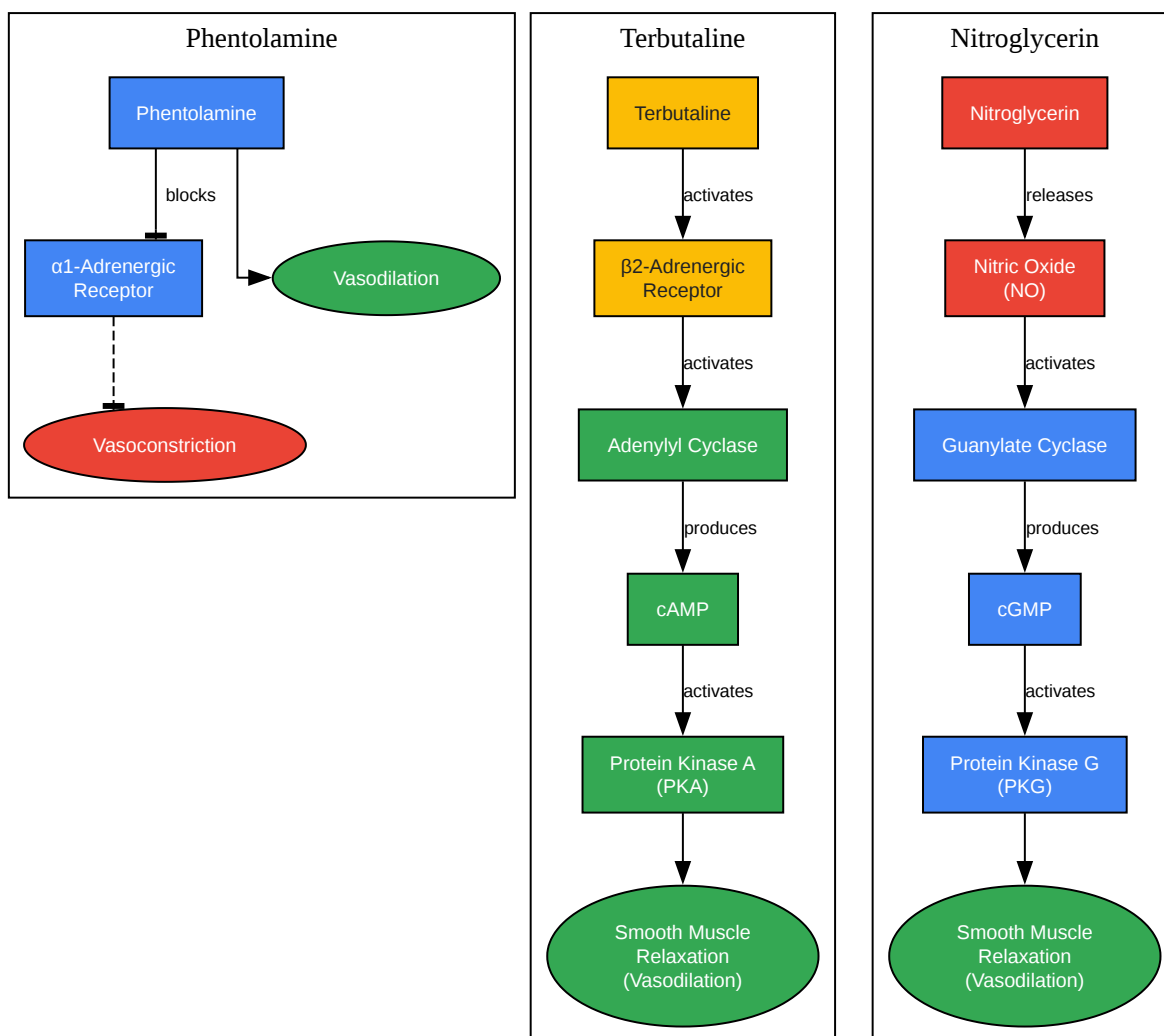 Phentolamine
Phentolamine
blocks
α1-Adrenergic
Receptor
Vasodilation
Vasoconstriction
Terbutaline
Terbutaline
activates
β2-Adrenergic
Receptor
activates
Adenylyl Cyclase
produces
cAMP
activates
Protein Kinase A
(PKA)
Smooth Muscle
Relaxation
(Vasodilation)
Nitroglycerin
Nitroglycerin
releases
Nitric Oxide
(NO)
activates
Guanylate Cyclase
produces
cGMP
activates
Protein Kinase G
(PKG)
Smooth Muscle
Relaxation
(Vasodilation)